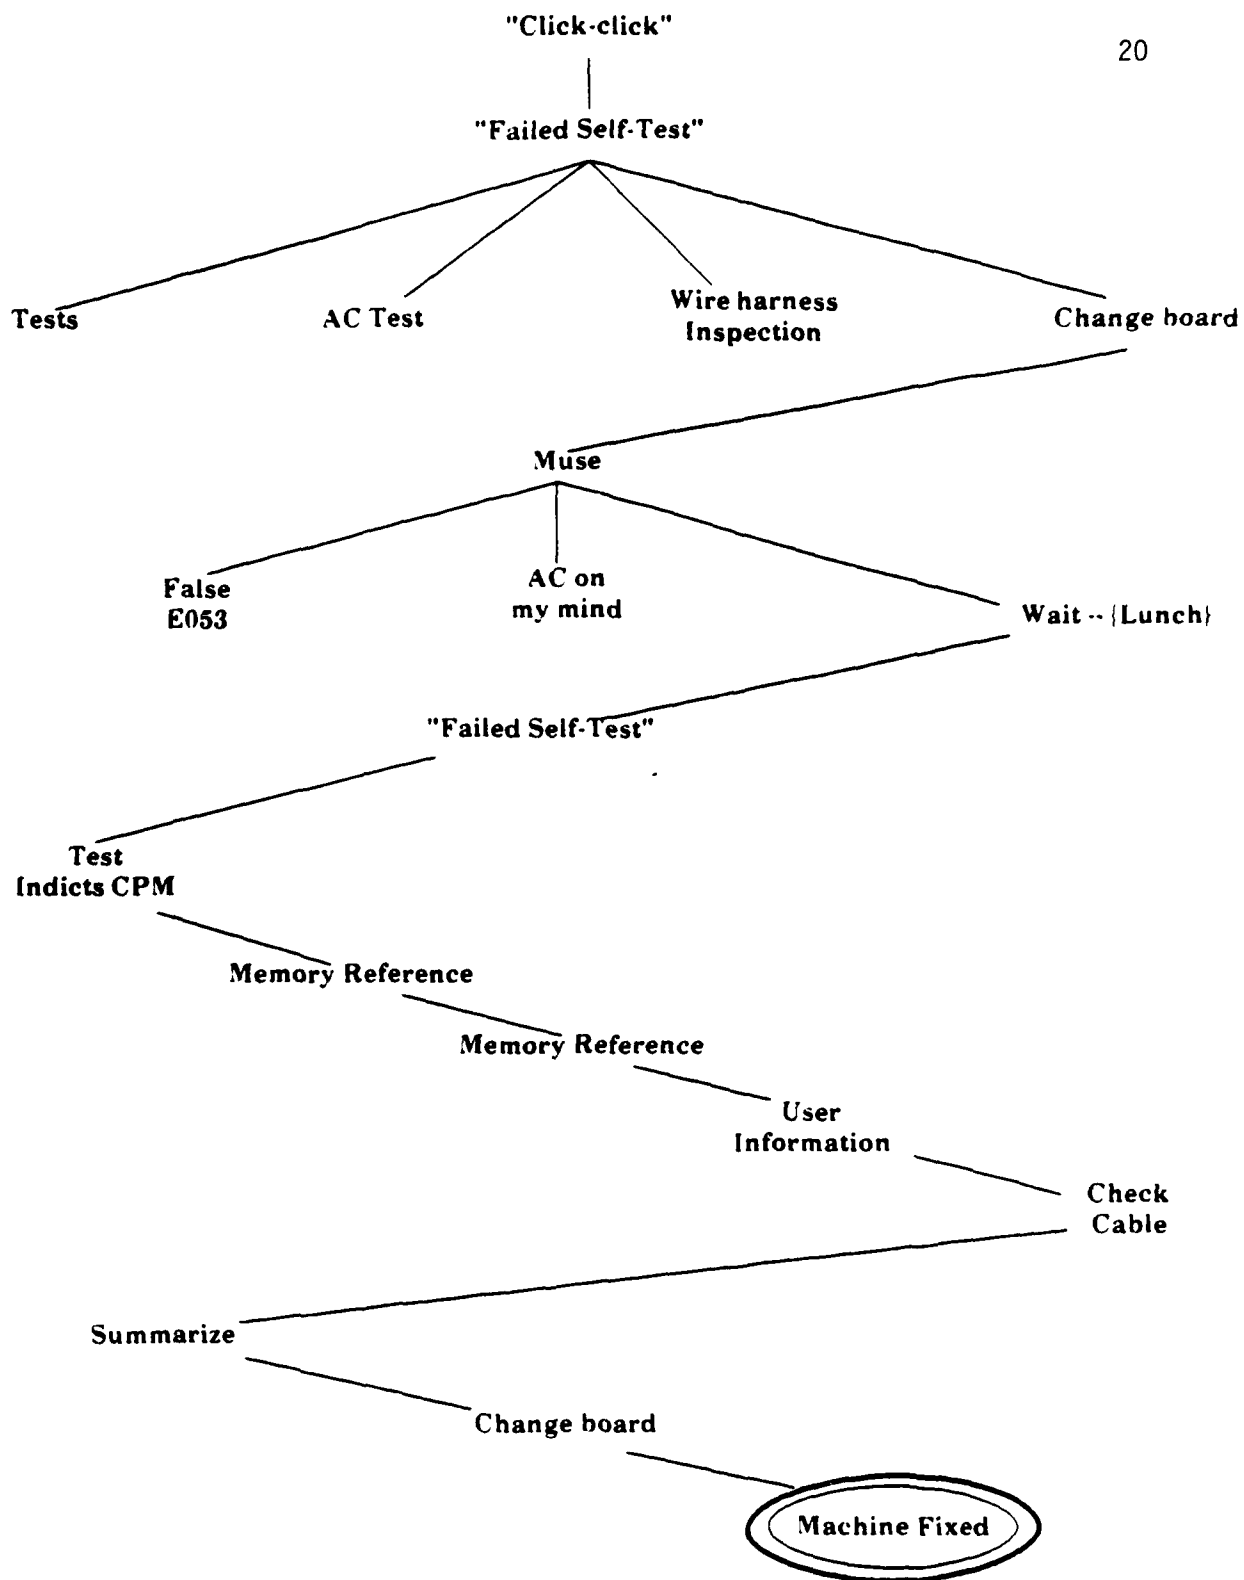 "Click-click"
20
"Failed Self-Test"
Tests
AC Test
Wire harness
Inspection
Change board
Muse
False
E053
AC on
my mind
Wait -- {Lunch}
"Failed Self-Test"
Test
Indicts CPM
Memory Reference
Memory Reference
User
Information
Check
Cable
Summarize
Change board
Machine Fixed